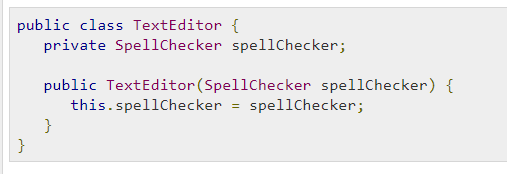 public class TextEditor {
   private SpellChecker spellChecker;

   public TextEditor(SpellChecker spellChecker) {
      this.spellChecker = spellChecker;
   }
}